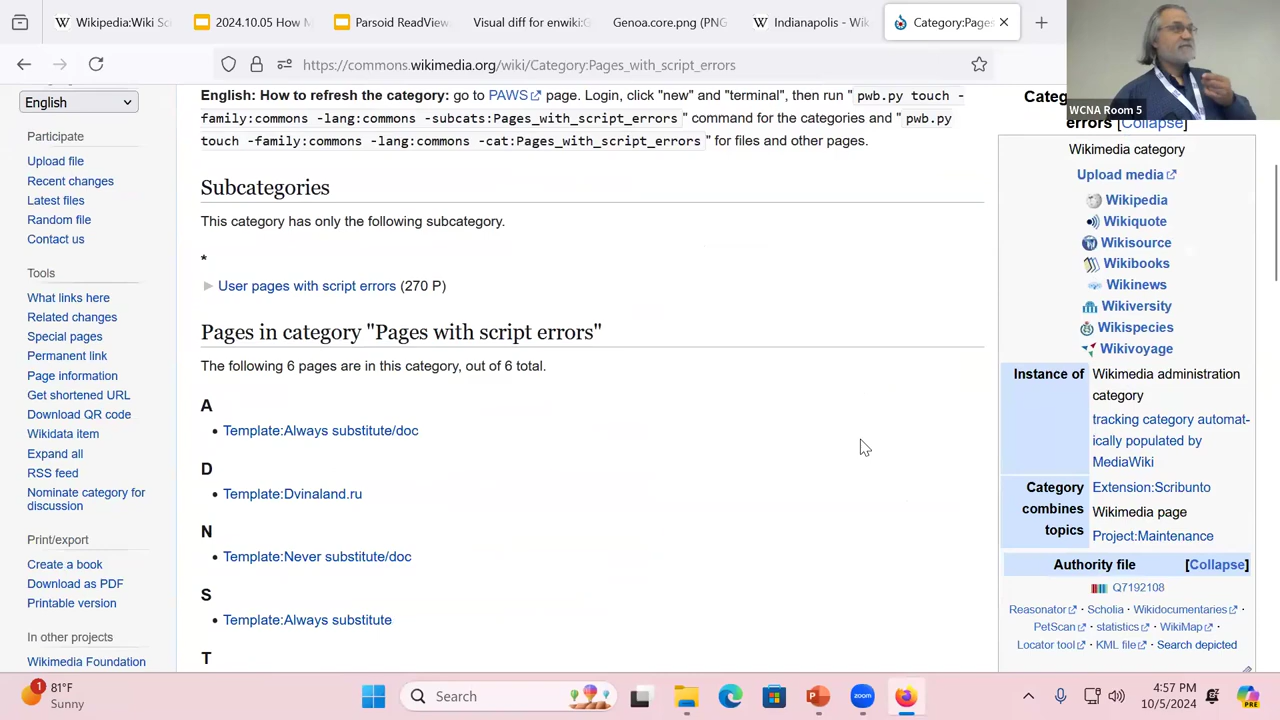 Wikipedia:Wiki Sc
2024.10.05 How M
Parsoid ReadView
Visual diff for enwiki:G
Genoa.core.png (PNG
Indianapolis - Wik
Category:Pages
https://commons.wikimedia.org/wiki/Category:Pages_with_script_errors
WCNA Room 5
English
Participate
Upload file
Recent changes
Latest files
Random file
Contact us
Tools
What links here
Related changes
Special pages
Permanent link
Page information
Get shortened URL
Download QR code
Wikidata item
Expand all
RSS feed
Nominate category for
discussion
Print/export
Create a book
Download as PDF
Printable version
In other projects
Wikimedia Foundation
English: How to refresh the category: go to PAWS page. Login, click "new" and "terminal", then run " pwb.py touch -
family:commons -lang:commons -subcats:Pages_with_script_errors " command for the categories and " pwb.py
touch -family:commons -lang:commons -cat:Pages_with_script_errors " for files and other pages.
Subcategories
This category has only the following subcategory.
*
User pages with script errors (270 P)
Pages in category "Pages with script errors"
The following 6 pages are in this category, out of 6 total.
A
Template:Always substitute/doc
D
Template:Dvinaland.ru
N
Template:Never substitute/doc
S
Template:Always substitute
T
Categ
errors [Collapse]
Wikimedia category
Upload media
Wikipedia
Wikiquote
Wikisource
Wikibooks
Wikinews
Wikiversity
Wikispecies
Wikivoyage
Instance of Wikimedia administration
category
tracking category automat-
ically populated by
MediaWiki
Category Extension:Scribunto
combines Wikimedia page
topics Project:Maintenance
Authority file [Collapse]
Q7192108
Reasonator · Scholia · Wikidocumentaries ·
PetScan · statistics · WikiMap ·
Locator tool · KML file · Search depicted
1
81°F
Sunny
Search
4:57 PM
10/5/2024
PRE